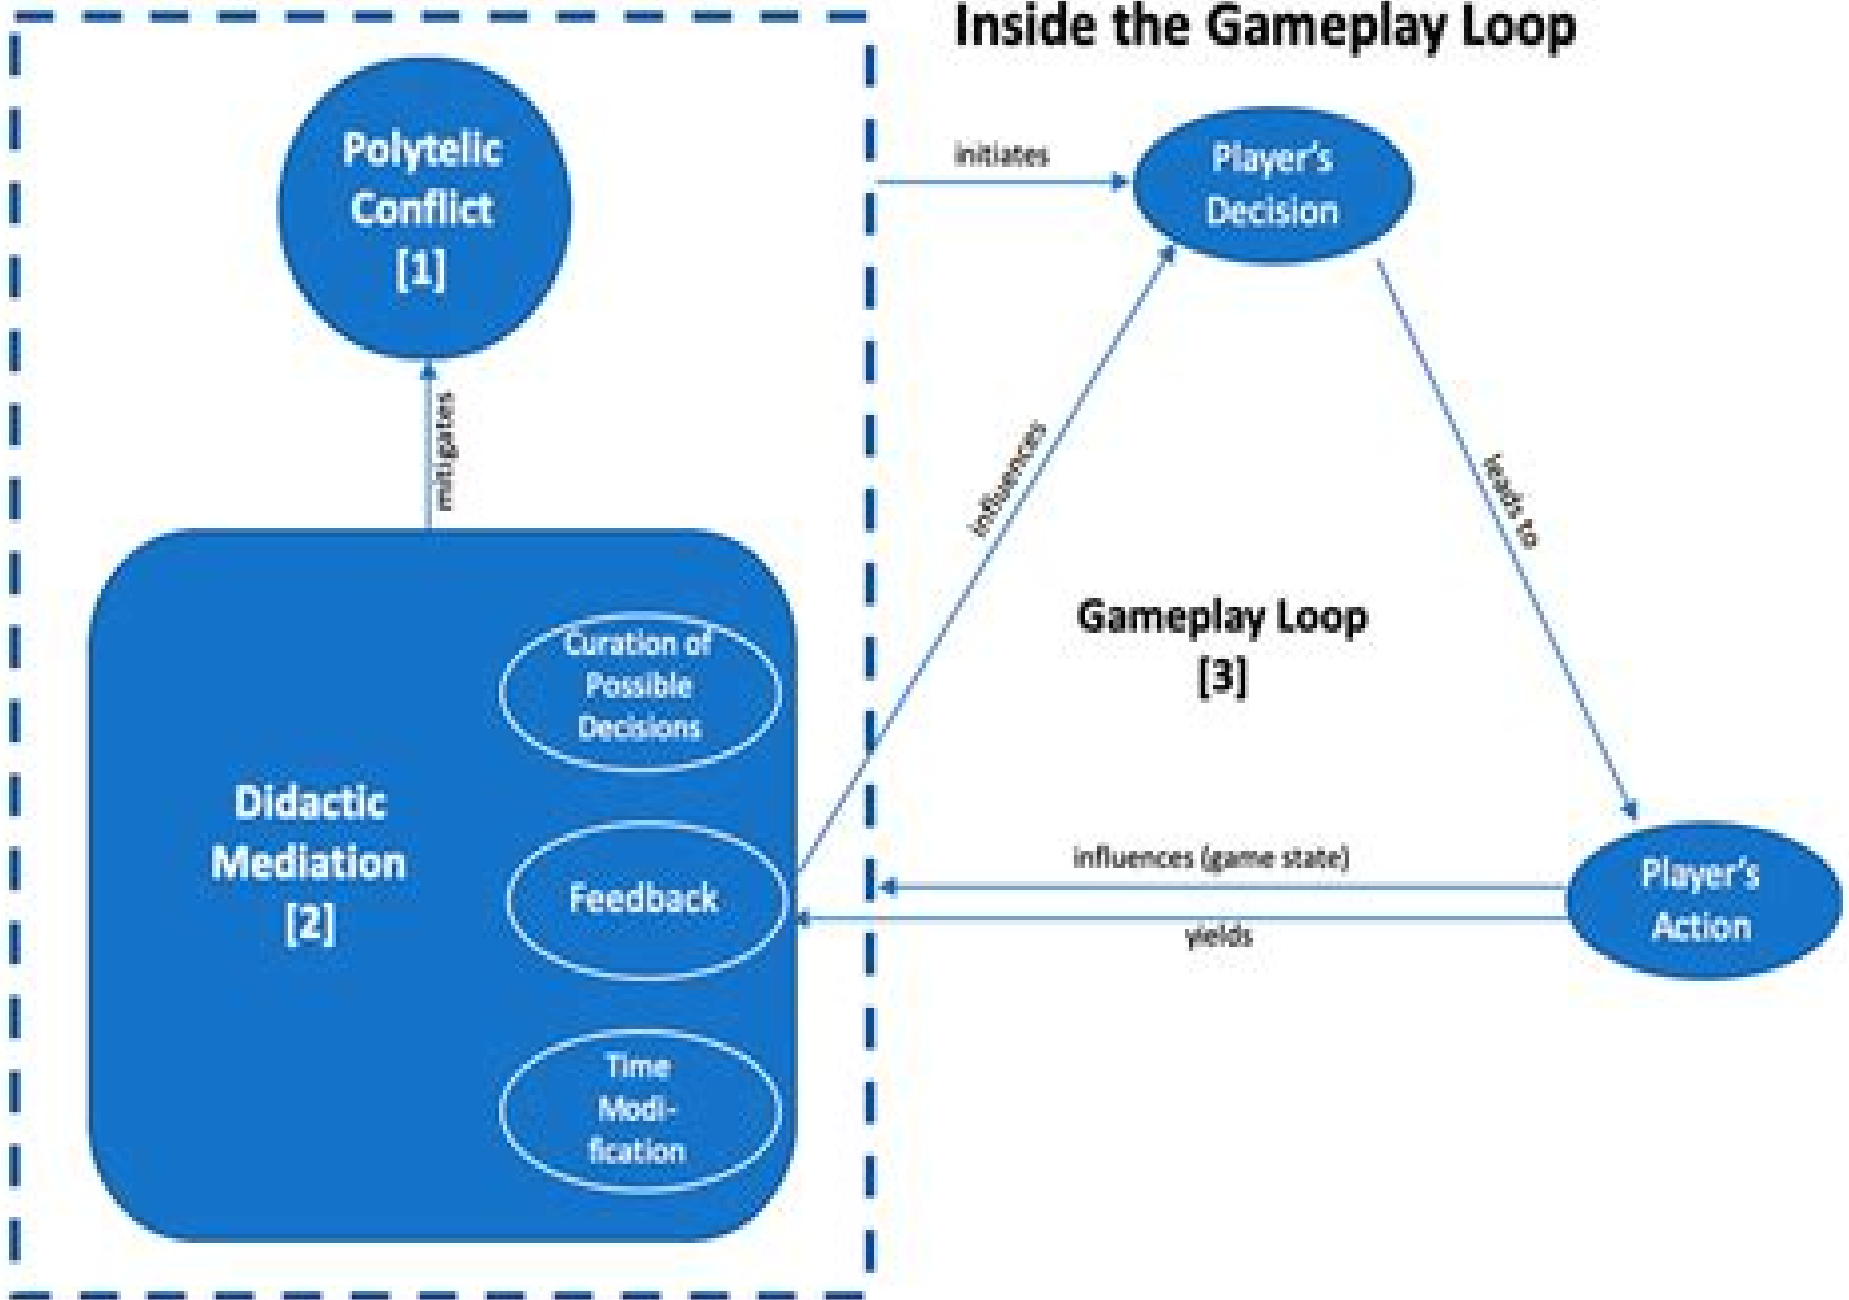 Inside the Gameplay Loop
Polytelic
Conflict
[1]
initiates
Player's
Decision
mitigates
influences
leads to
Gameplay Loop
[3]
Curation of
Possible
Decisions
Didactic
Mediation
[2]
Feedback
influences (game state)
yields
Player's
Action
Time
Modi-
fication